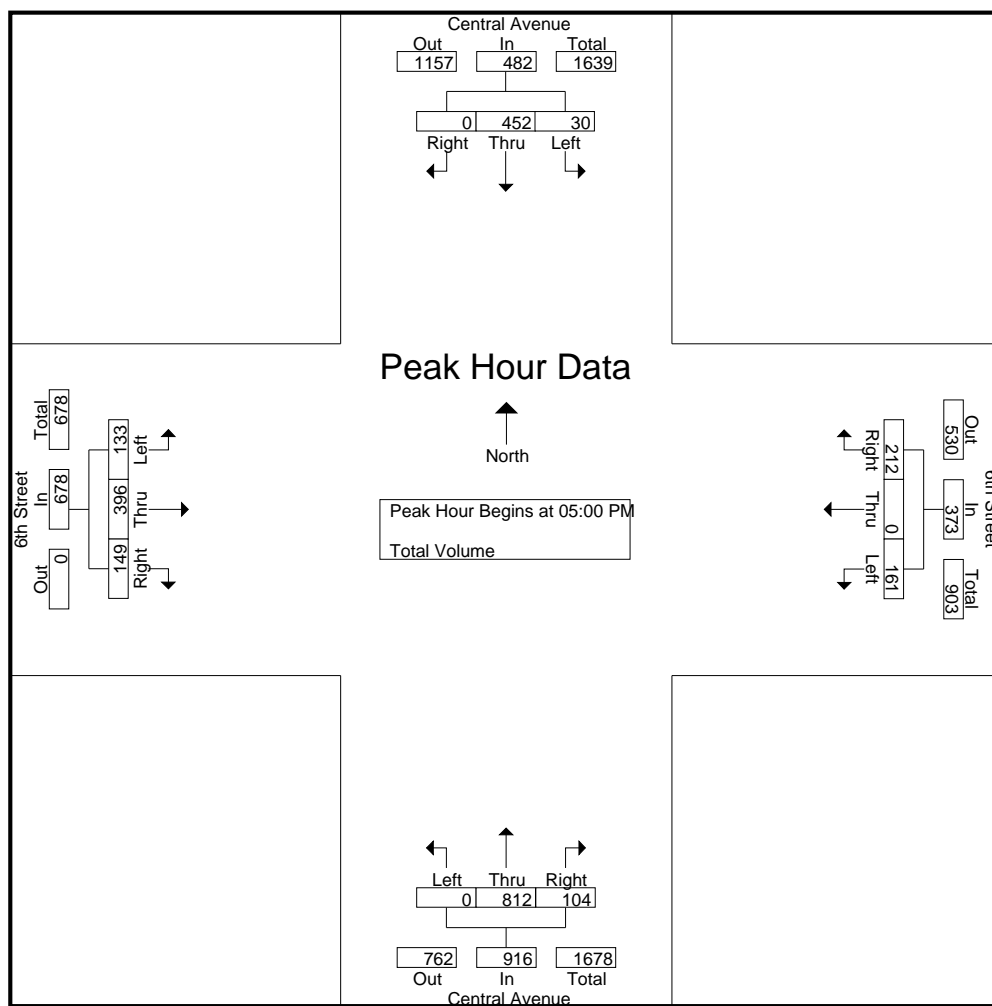 Central Avenue
Out In Total
1157 482 1639
0 452 30
Right Thru Left
Peak Hour Data
North
Peak Hour Begins at 05:00 PM
Total Volume
6th Street
Total In Out
678 678 0
133 396 149
Left Thru Right
6th Street
Out In Total
530 373 903
212 0 161
Right Thru Left
Left Thru Right
0 812 104
762 916 1678
Out In Total
Central Avenue